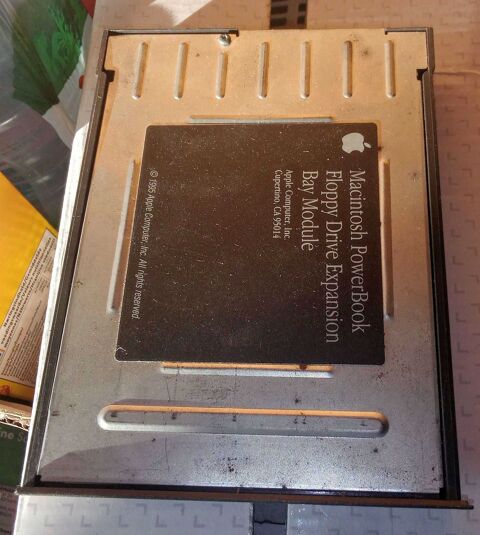 Macintosh PowerBook
Floppy Drive Expansion
Bay Module
Apple Computer, Inc.
Cupertino, CA 95014
© 1995 Apple Computer, Inc. All rights reserved.